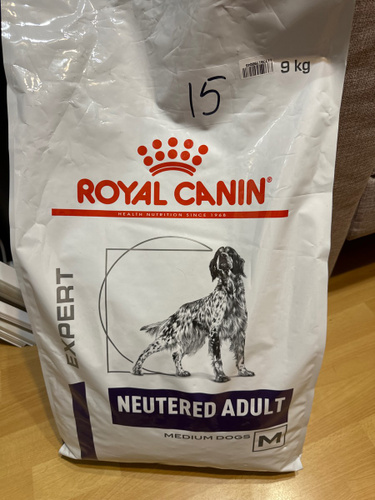 15
9 kg
ROYAL CANIN®
HEALTH NUTRITION SINCE 1968
EXPERT
NEUTERED ADULT
MEDIUM DOGS M